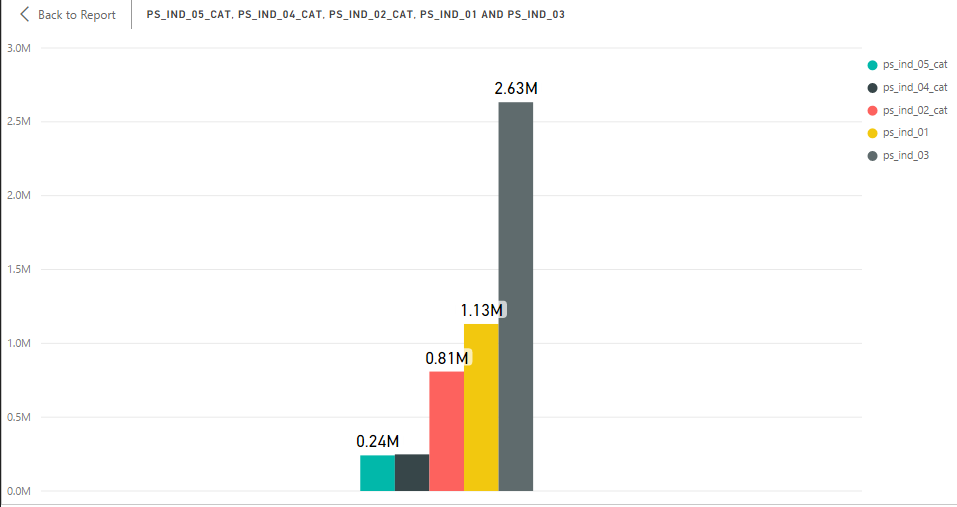 Back to Report
PS_IND_05_CAT, PS_IND_04_CAT, PS_IND_02_CAT, PS_IND_01 AND PS_IND_03
3.0M
2.5M
2.0M
1.5M
1.0M
0.5M
0.0M
0.24M
0.81M
1.13M
2.63M
ps_ind_05_cat
ps_ind_04_cat
ps_ind_02_cat
ps_ind_01
ps_ind_03